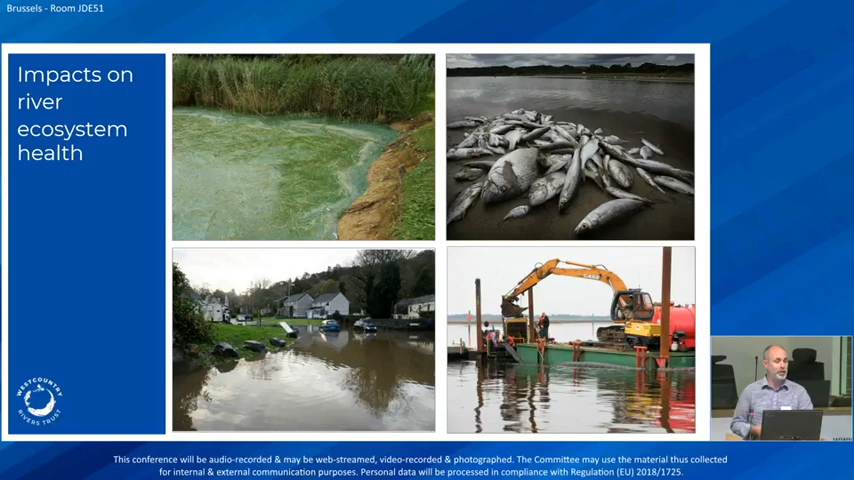 Brussels - Room JDE51
Impacts on
river
ecosystem
health
WESTCOUNTRY
RIVERS TRUST
CASE
This conference will be audio-recorded & may be web-streamed, video-recorded & photographed. The Committee may use the material thus collected
for internal & external communication purposes. Personal data will be processed in compliance with Regulation (EU) 2018/1725.